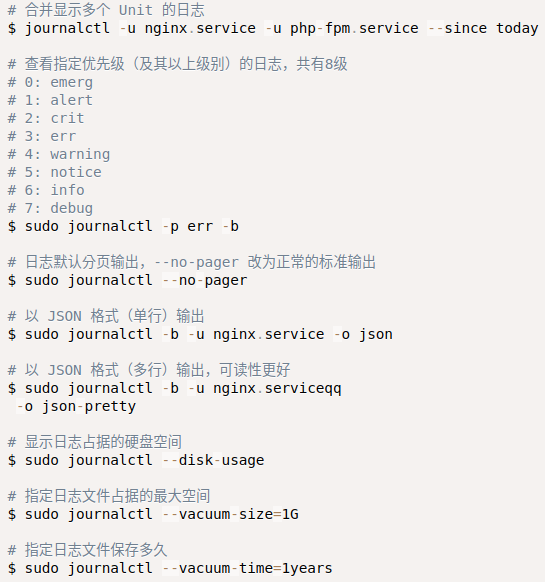 # 合并显示多个 Unit 的日志
$ journalctl -u nginx.service -u php-fpm.service --since today
# 查看指定优先级（及其以上级别）的日志，共有8级
# 0: emerg
# 1: alert
# 2: crit
# 3: err
# 4: warning
# 5: notice
# 6: info
# 7: debug
$ sudo journalctl -p err -b
# 日志默认分页输出，--no-pager 改为正常的标准输出
$ sudo journalctl --no-pager
# 以 JSON 格式（单行）输出
$ sudo journalctl -b -u nginx.service -o json
# 以 JSON 格式（多行）输出，可读性更好
$ sudo journalctl -b -u nginx.serviceqq
-o json-pretty
# 显示日志占据的硬盘空间
$ sudo journalctl --disk-usage
# 指定日志文件占据的最大空间
$ sudo journalctl --vacuum-size=1G
# 指定日志文件保存多久
$ sudo journalctl --vacuum-time=1years